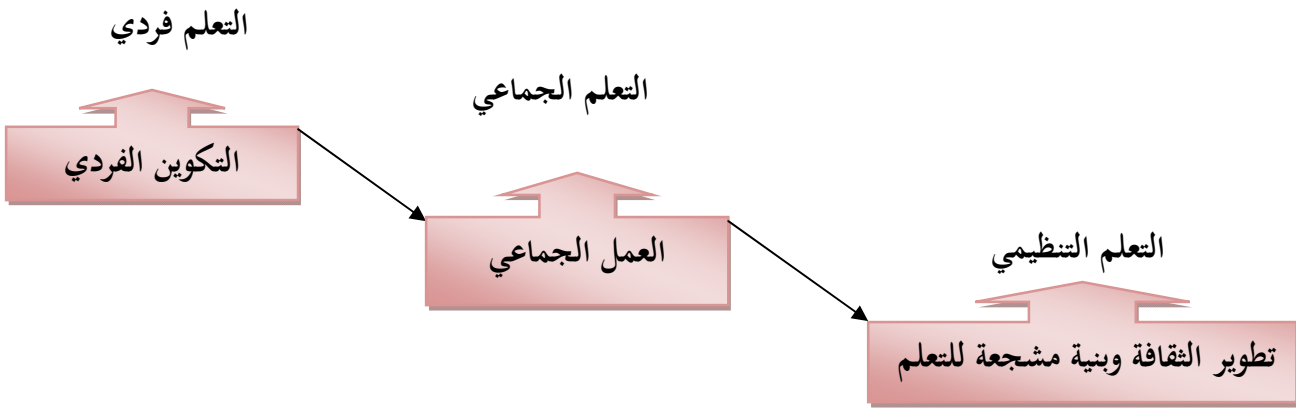 التعلم فردي
التكوين الفردي
التعلم الجماعي
العمل الجماعي
التعلم التنظيمي
تطوير الثقافة وبنية مشجعة للتعلم